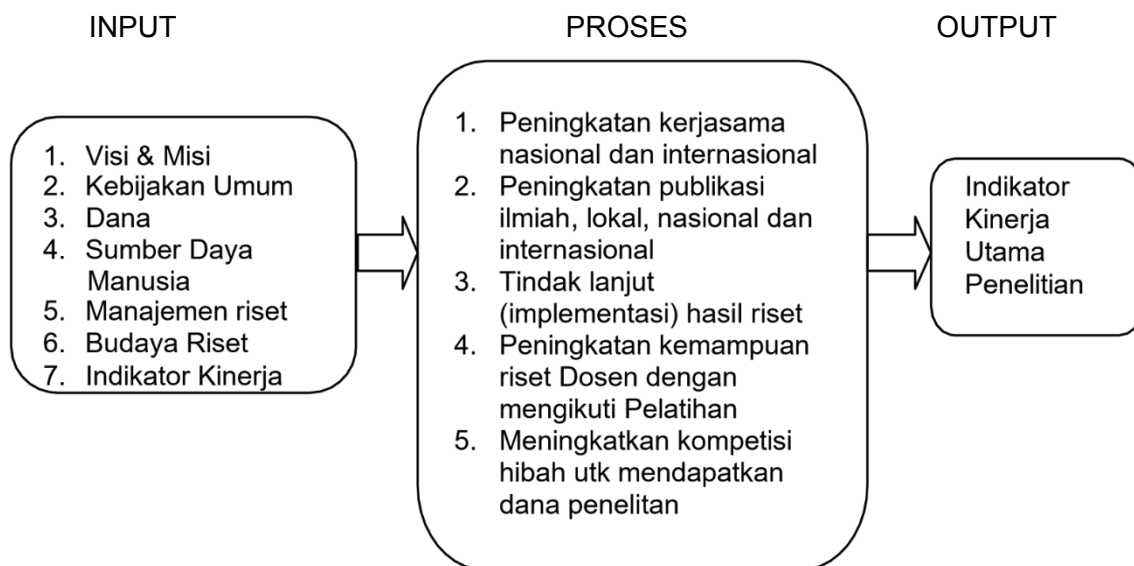 INPUT
PROSES
OUTPUT
1. Visi & Misi
2. Kebijakan Umum
3. Dana
4. Sumber Daya
Manusia
5. Manajemen riset
6. Budaya Riset
7. Indikator Kinerja
1. Peningkatan kerjasama
nasional dan internasional
2. Peningkatan publikasi
ilmiah, lokal, nasional dan
internasional
3. Tindak lanjut
(implementasi) hasil riset
4. Peningkatan kemampuan
riset Dosen dengan
mengikuti Pelatihan
5. Meningkatkan kompetisi
hibah utk mendapatkan
dana penelitan
Indikator
Kinerja
Utama
Penelitian